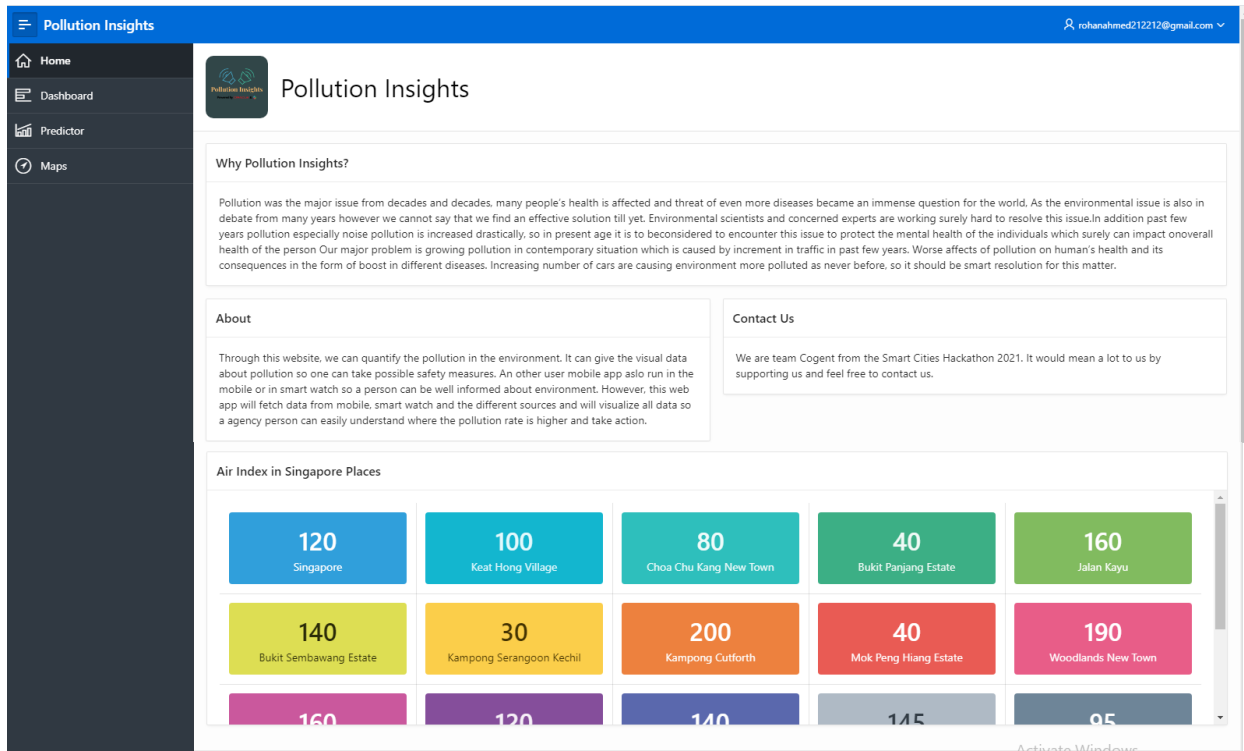 Pollution Insights
rohanahmed212212@gmail.com
Home
Dashboard
Predictor
Maps
Pollution Insights
Pollution Insights
Why Pollution Insights?
Pollution was the major issue from decades and decades, many people's health is affected and threat of even more diseases became an immense question for the world, As the environmental issue is also in
debate from many years however we cannot say that we find an effective solution till yet. Environmental scientists and concerned experts are working surely hard to resolve this issue.In addition past few
years pollution especially noise pollution is increased drastically, so in present age it is to beconsidered to encounter this issue to protect the mental health of the individuals which surely can impact onoverall
health of the person Our major problem is growing pollution in contemporary situation which is caused by increment in traffic in past few years. Worse affects of pollution on human's health and its
consequences in the form of boost in different diseases. Increasing number of cars are causing environment more polluted as never before, so it should be smart resolution for this matter.
About
Through this website, we can quantify the pollution in the environment. It can give the visual data
about pollution so one can take possible safety measures. An other user mobile app aslo run in the
mobile or in smart watch so a person can be well informed about environment. However, this web
app will fetch data from mobile, smart watch and the different sources and will visualize all data so
a agency person can easily understand where the pollution rate is higher and take action.
Contact Us
We are team Cogent from the Smart Cities Hackathon 2021. It would mean a lot to us by
supporting us and feel free to contact us.
Air Index in Singapore Places
120
Singapore
100
Keat Hong Village
80
Choa Chu Kang New Town
40
Bukit Panjang Estate
160
Jalan Kayu
140
Bukit Sembawang Estate
30
Kampong Serangoon Kechil
200
Kampong Cutforth
40
Mok Peng Hiang Estate
190
Woodlands New Town
160
120
140
145
95
Activate Windows